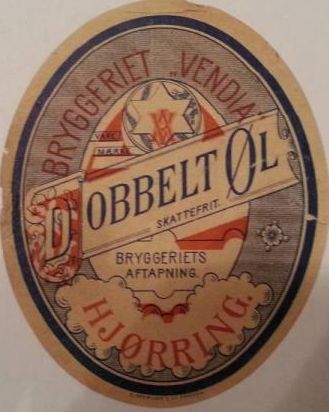 BRYGGERIET „VENDIA"
VARE
MÆRKE
DOBBELT ØL
SKATTEFRIT.
BRYGGERIETS
AFTAPNING.
HJØRRING.